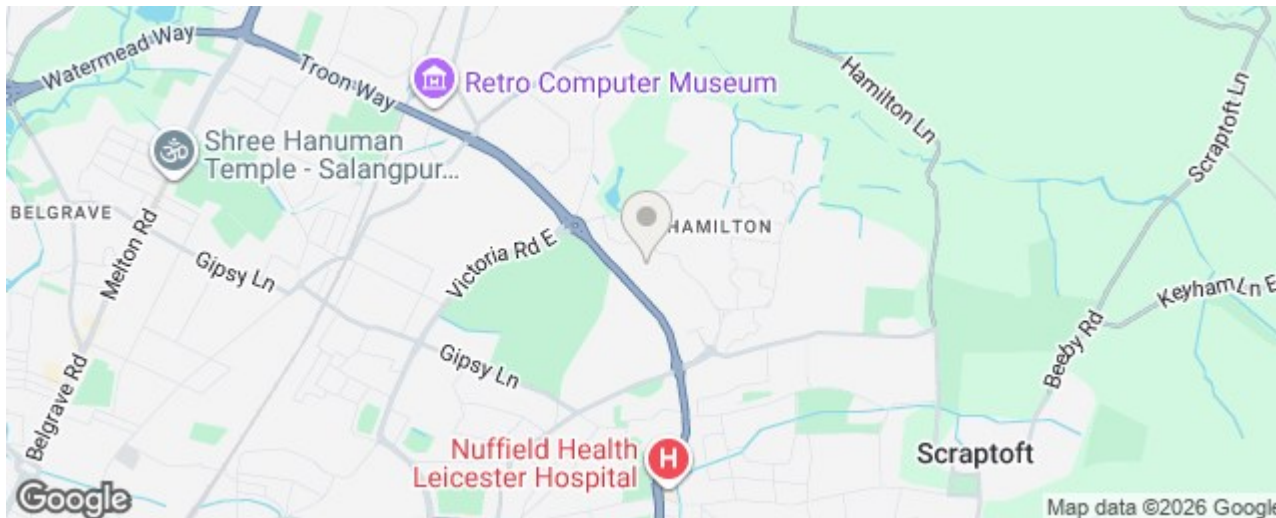 Watermead Way
Troon Way
Retro Computer Museum
Hamilton Ln
Scraptoft Ln
Shree Hanuman
Temple - Salangpur...
BELGRAVE
Melton Rd
Gipsy Ln
Victoria Rd E
HAMILTON
Keyham Ln E
Beeby Rd
Gipsy Ln
Belgrave Rd
Nuffield Health
Leicester Hospital
H
Scraptoft
Google
Map data ©2026 Google